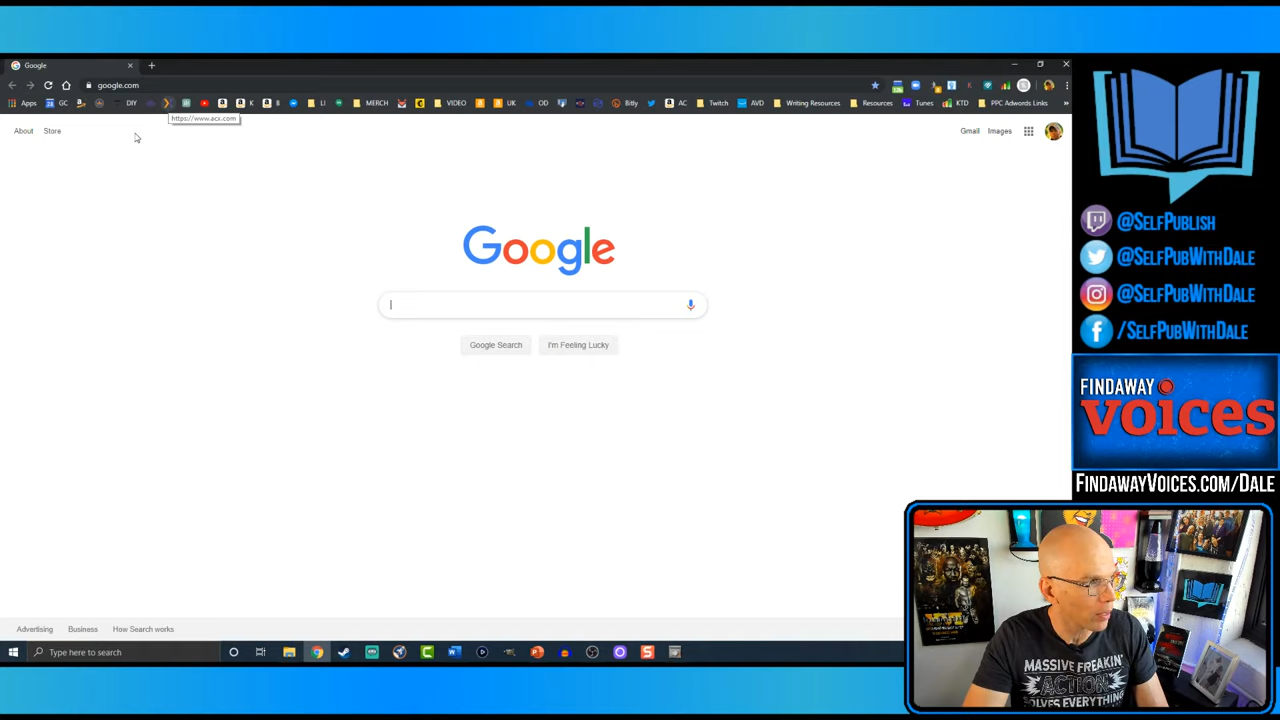 Google
google.com
Apps GC DIY K B LI MERCH VIDEO UK OD Bitly AC Twitch AVD Writing Resources Resources Tunes KTD PPC Adwords Links
https://www.acx.com
About Store
Gmail Images
Google
Google Search I'm Feeling Lucky
Advertising Business How Search works
Type here to search
@SelfPublish
@SelfPubWithDale
@SelfPubWithDale
/SelfPubWithDale
FINDAWAY
voices
FindawayVoices.com/Dale
MASSIVE FREAKIN'
ACTION
SOLVES EVERYTHING